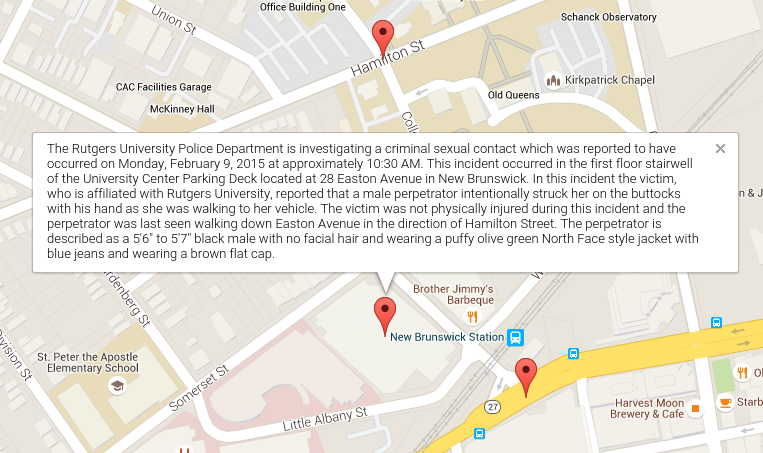 Office Building One
Union St
Schanck Observatory
Hamilton St
Kirkpatrick Chapel
CAC Facilities Garage
Old Queens
McKinney Hall
Colle
The Rutgers University Police Department is investigating a criminal sexual contact which was reported to have
occurred on Monday, February 9, 2015 at approximately 10:30 AM. This incident occurred in the first floor stairwell
of the University Center Parking Deck located at 28 Easton Avenue in New Brunswick. In this incident the victim,
who is affiliated with Rutgers University, reported that a male perpetrator intentionally struck her on the buttocks
with his hand as she was walking to her vehicle. The victim was not physically injured during this incident and the
perpetrator was last seen walking down Easton Avenue in the direction of Hamilton Street. The perpetrator is
described as a 5'6" to 5'7" black male with no facial hair and wearing a puffy olive green North Face style jacket with
blue jeans and wearing a brown flat cap.
n & J
W
rdenberg St
Brother Jimmy's
Barbeque
New Brunswick Station
Division St
St. Peter the Apostle
Elementary School
Somerset St
Little Albany St
27
Harvest Moon
Brewery & Cafe
Ol
Starb